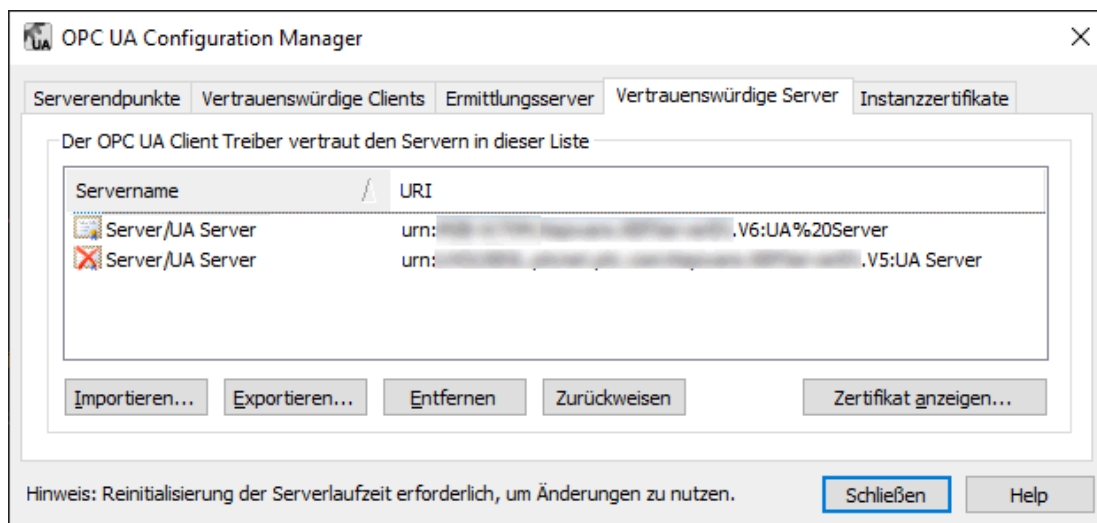 UA OPC UA Configuration Manager
Serverendpunkte Vertrauenswürdige Clients Ermittlungsserver Vertrauenswürdige Server Instanzzertifikate
Der OPC UA Client Treiber vertraut den Servern in dieser Liste
Servername URI
Server/UA Server urn: .V6:UA%20Server
Server/UA Server urn: .V5:UA Server
Importieren... Exportieren... Entfernen Zurückweisen Zertifikat anzeigen...
Hinweis: Reinitialisierung der Serverlaufzeit erforderlich, um Änderungen zu nutzen. Schließen Help